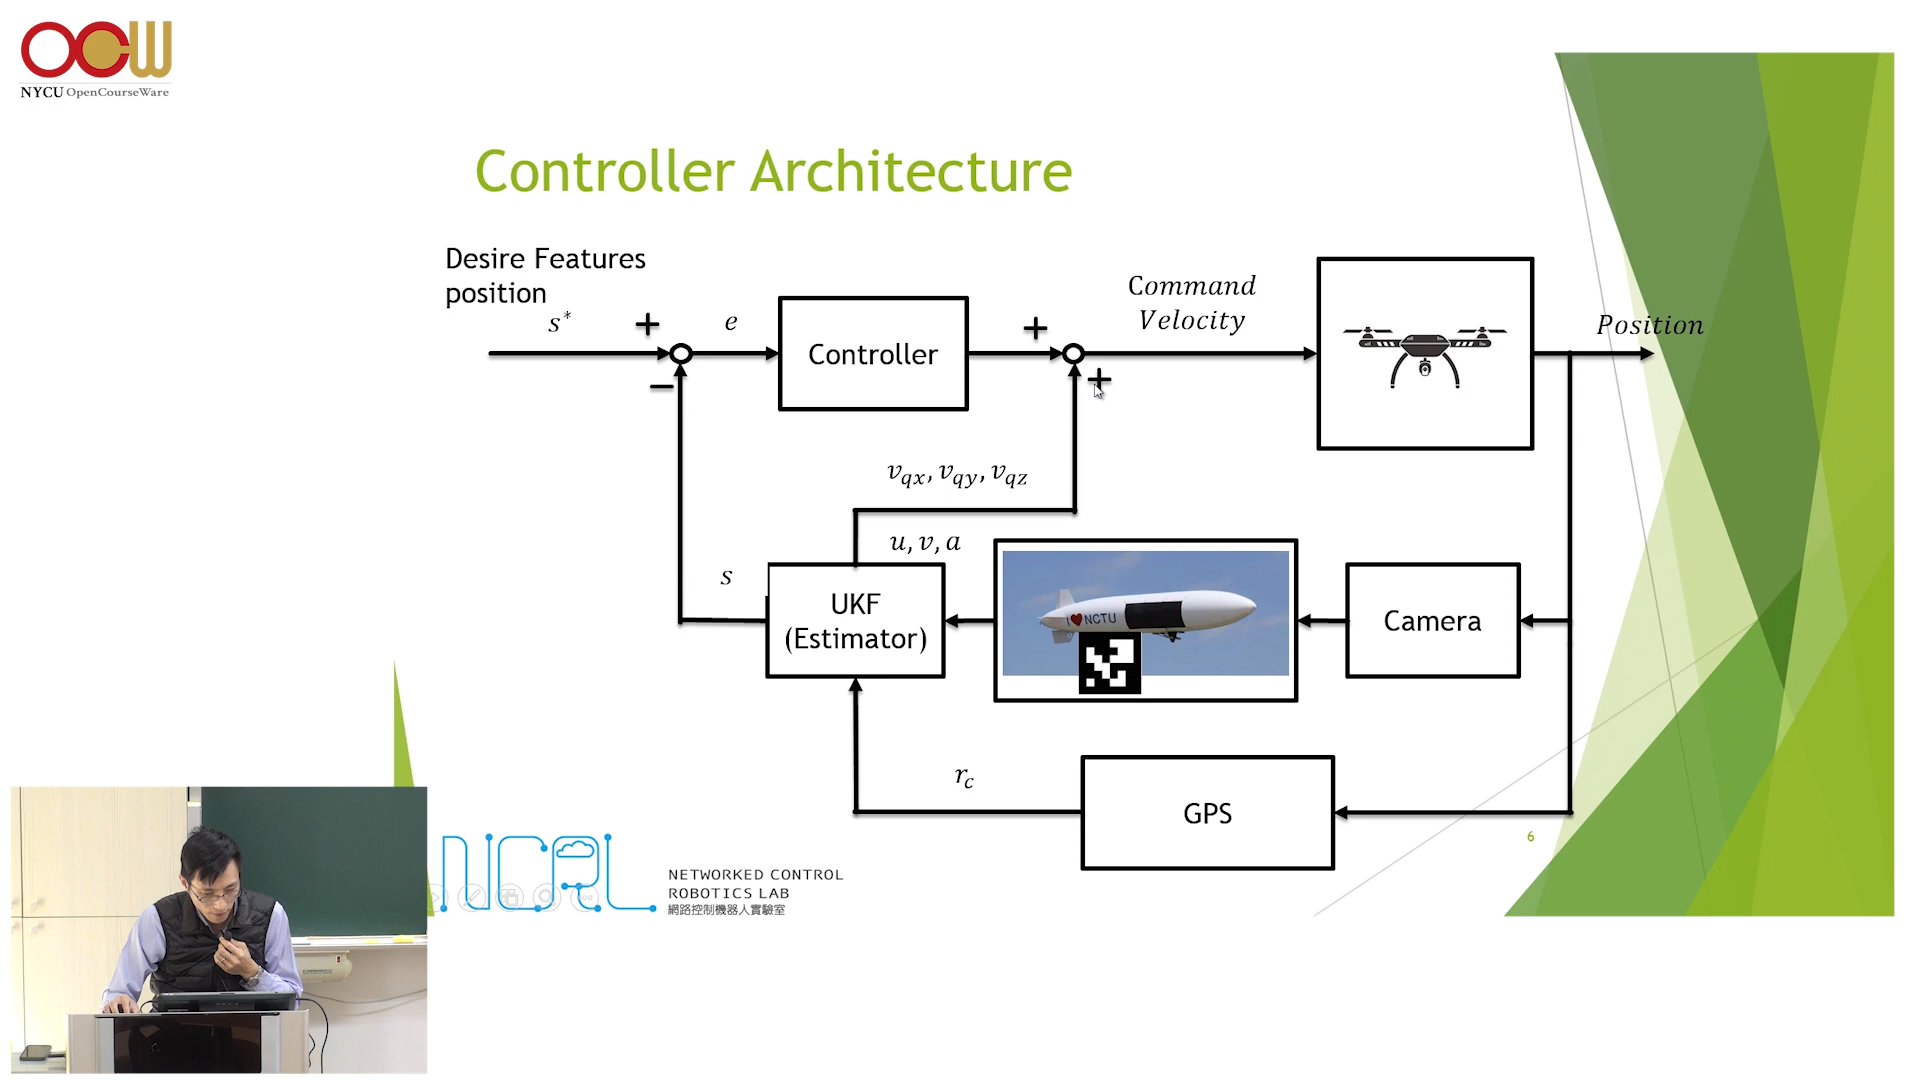 OCW
NYCU OpenCourseWare
Controller Architecture
Desire Features
position
s*
+
−
e
Controller
+
+
Command
Velocity
Position
v_qx, v_qy, v_qz
u, v, a
s
UKF
(Estimator)
I ❤ NCTU
Camera
r_c
GPS
6
NCRL
NETWORKED CONTROL
ROBOTICS LAB
網路控制機器人實驗室